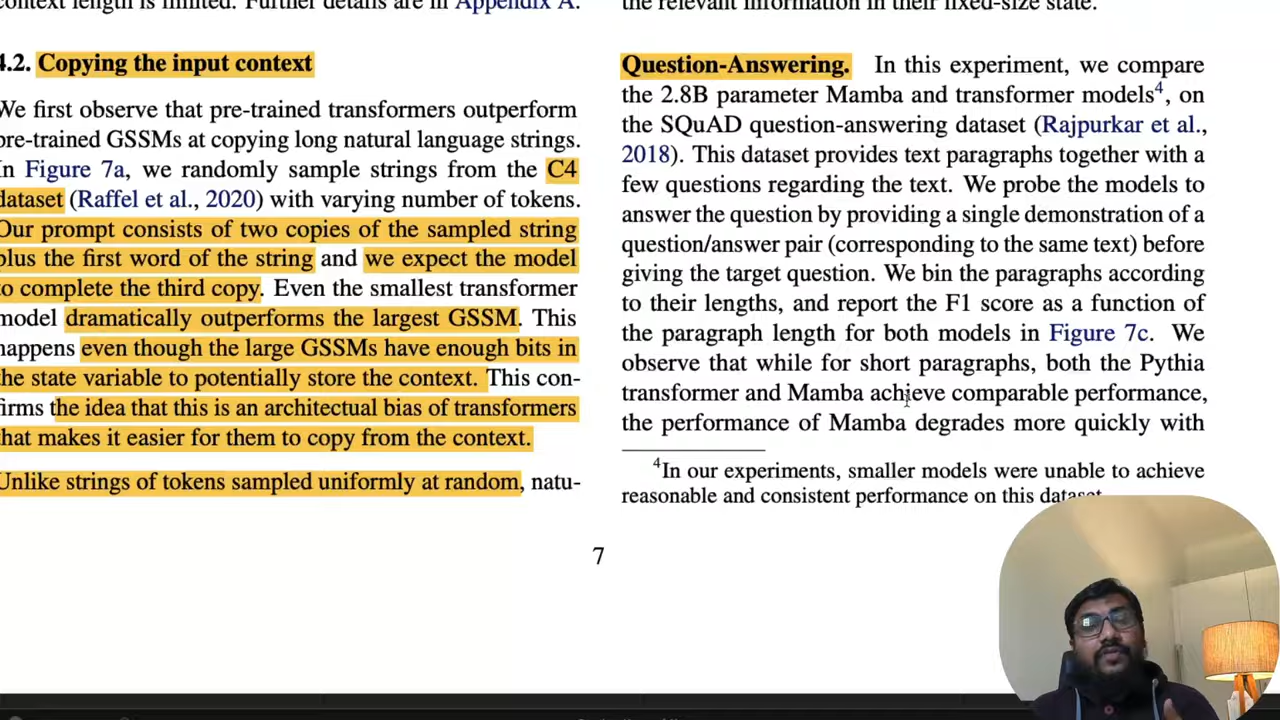 context length is limited. Further details are in Appendix A.
4.2. Copying the input context
We first observe that pre-trained transformers outperform
pre-trained GSSMs at copying long natural language strings.
In Figure 7a, we randomly sample strings from the C4
dataset (Raffel et al., 2020) with varying number of tokens.
Our prompt consists of two copies of the sampled string
plus the first word of the string and we expect the model
to complete the third copy. Even the smallest transformer
model dramatically outperforms the largest GSSM. This
happens even though the large GSSMs have enough bits in
the state variable to potentially store the context. This con-
firms the idea that this is an architectual bias of transformers
that makes it easier for them to copy from the context.
Unlike strings of tokens sampled uniformly at random, natu-
the relevant information in their fixed-size state.
Question-Answering. In this experiment, we compare
the 2.8B parameter Mamba and transformer models4, on
the SQuAD question-answering dataset (Rajpurkar et al.,
2018). This dataset provides text paragraphs together with a
few questions regarding the text. We probe the models to
answer the question by providing a single demonstration of a
question/answer pair (corresponding to the same text) before
giving the target question. We bin the paragraphs according
to their lengths, and report the F1 score as a function of
the paragraph length for both models in Figure 7c. We
observe that while for short paragraphs, both the Pythia
transformer and Mamba achieve comparable performance,
the performance of Mamba degrades more quickly with
4In our experiments, smaller models were unable to achieve
reasonable and consistent performance on this dataset.
7